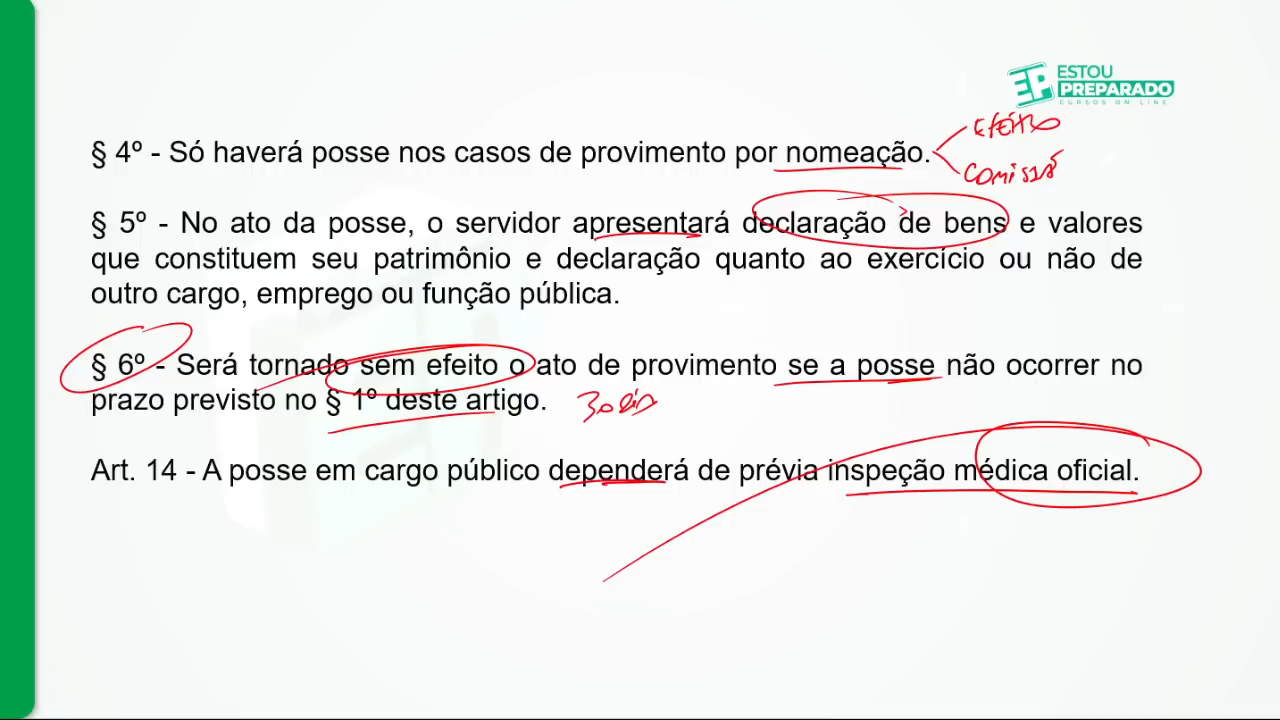 ESTOU
PREPARADO
CURSOS ON LINE
EFETIVO
§ 4º - Só haverá posse nos casos de provimento por nomeação.
COMISSÃO
§ 5º - No ato da posse, o servidor apresentará declaração de bens e valores
que constituem seu patrimônio e declaração quanto ao exercício ou não de
outro cargo, emprego ou função pública.
§ 6º - Será tornado sem efeito o ato de provimento se a posse não ocorrer no
prazo previsto no § 1º deste artigo. 30 dias
Art. 14 - A posse em cargo público dependerá de prévia inspeção médica oficial.